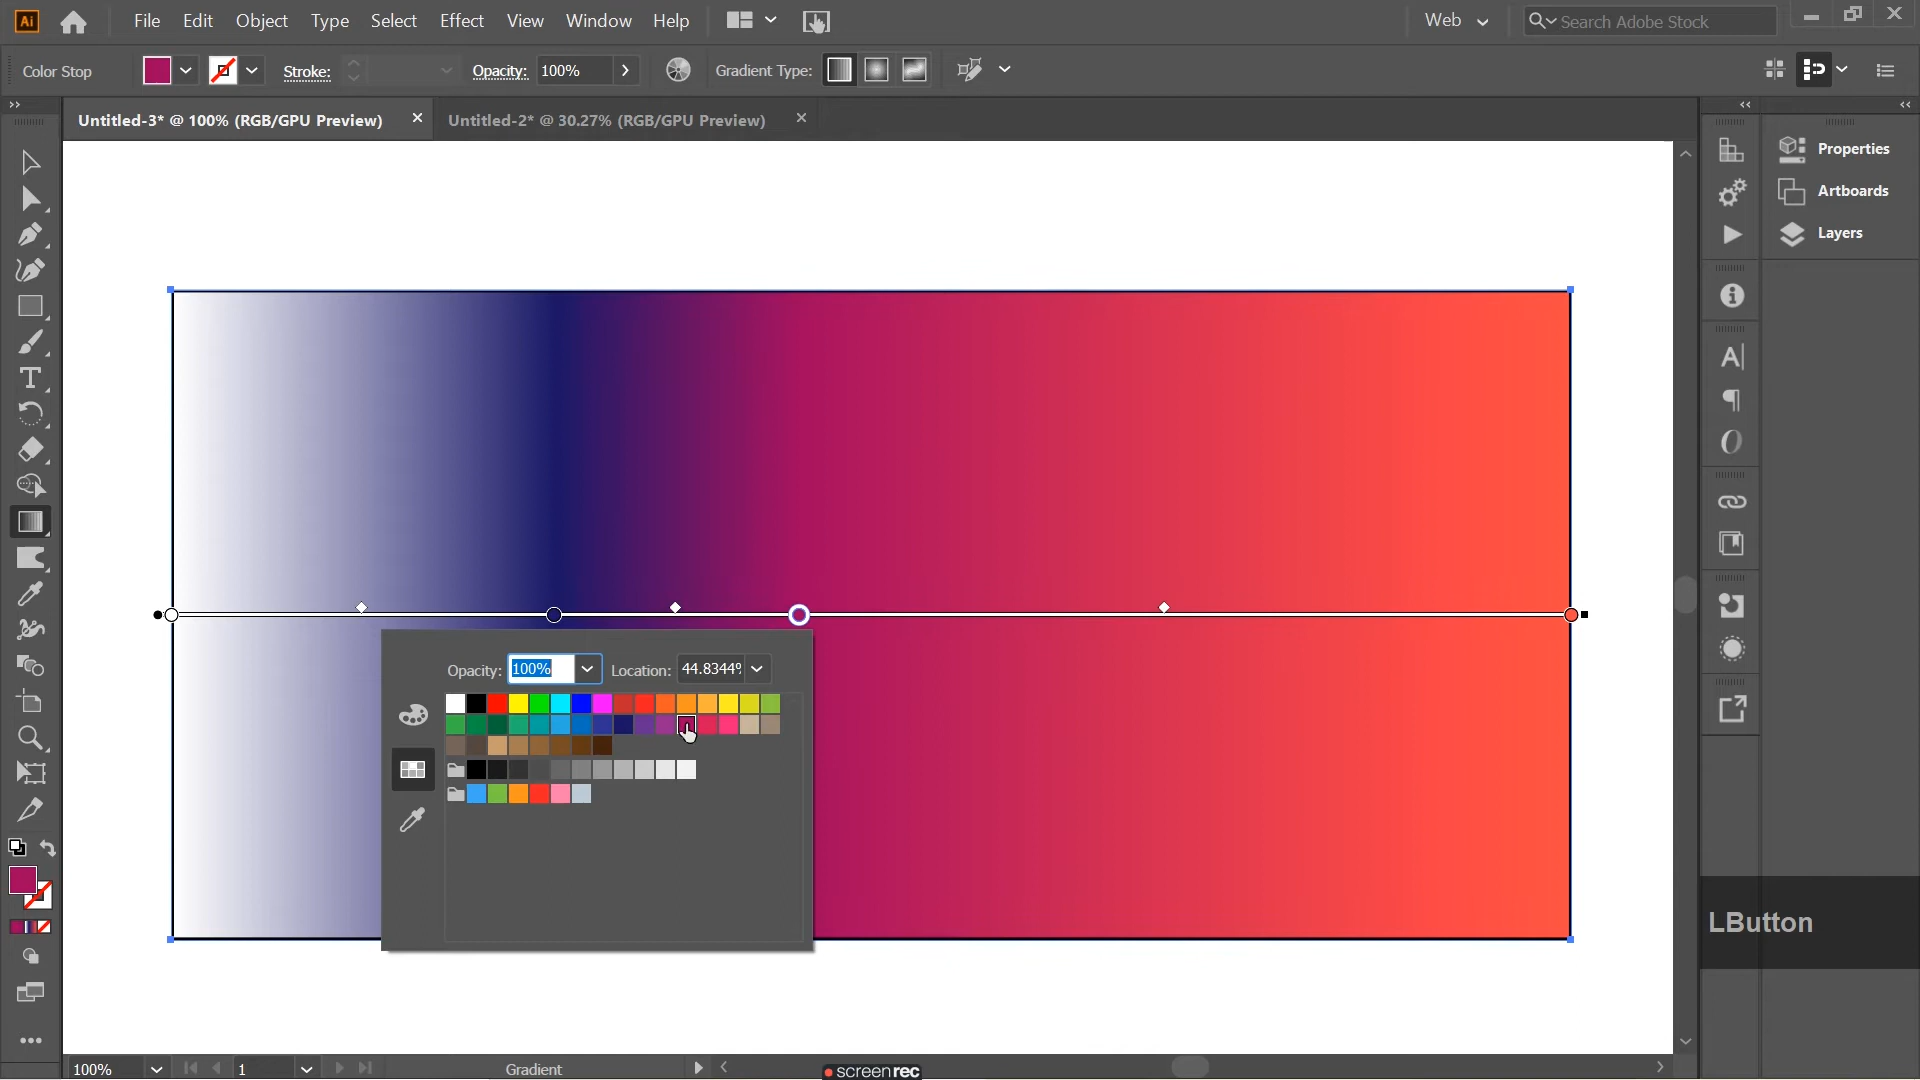 Ai File Edit Object Type Select Effect View Window Help Web Search Adobe Stock
Color Stop Stroke: Opacity: 100% Gradient Type:
Untitled-3* @ 100% (RGB/GPU Preview) Untitled-2* @ 30.27% (RGB/GPU Preview)
Properties
Artboards
Layers
Opacity: 100% Location: 44.8344%
LButton
100% 1 Gradient
screenrec